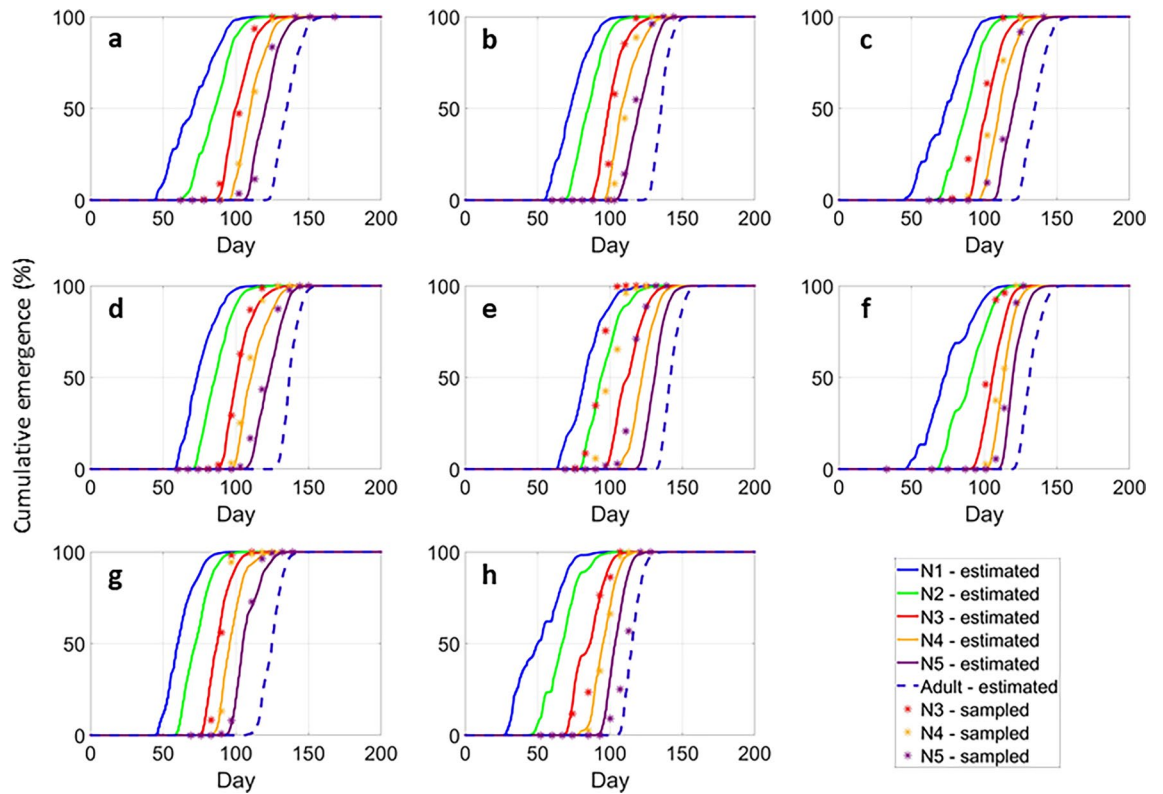 a
b
c
100
50
0
0 50 100 150 200
Day
100
50
0
0 50 100 150 200
Day
100
50
0
0 50 100 150 200
Day
Cumulative emergence (%)
d
e
f
100
50
0
0 50 100 150 200
Day
100
50
0
0 50 100 150 200
Day
100
50
0
0 50 100 150 200
Day
g
h
100
50
0
0 50 100 150 200
Day
100
50
0
0 50 100 150 200
Day
N1 - estimated
N2 - estimated
N3 - estimated
N4 - estimated
N5 - estimated
Adult - estimated
N3 - sampled
N4 - sampled
N5 - sampled